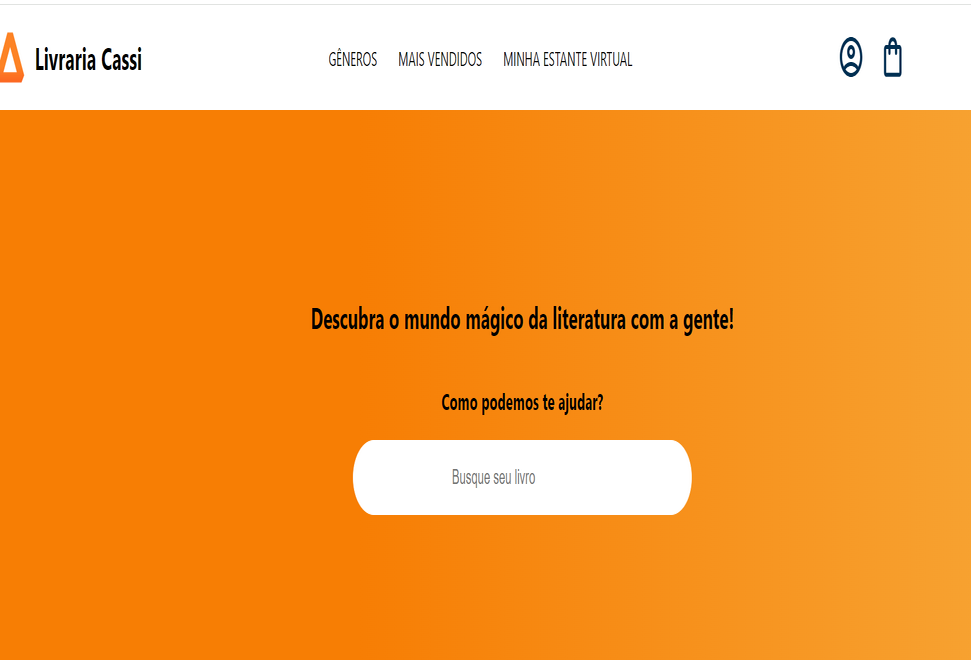 Livraria Cassi
GÊNEROS MAIS VENDIDOS MINHA ESTANTE VIRTUAL
Descubra o mundo mágico da literatura com a gente!
Como podemos te ajudar?
Busque seu livro